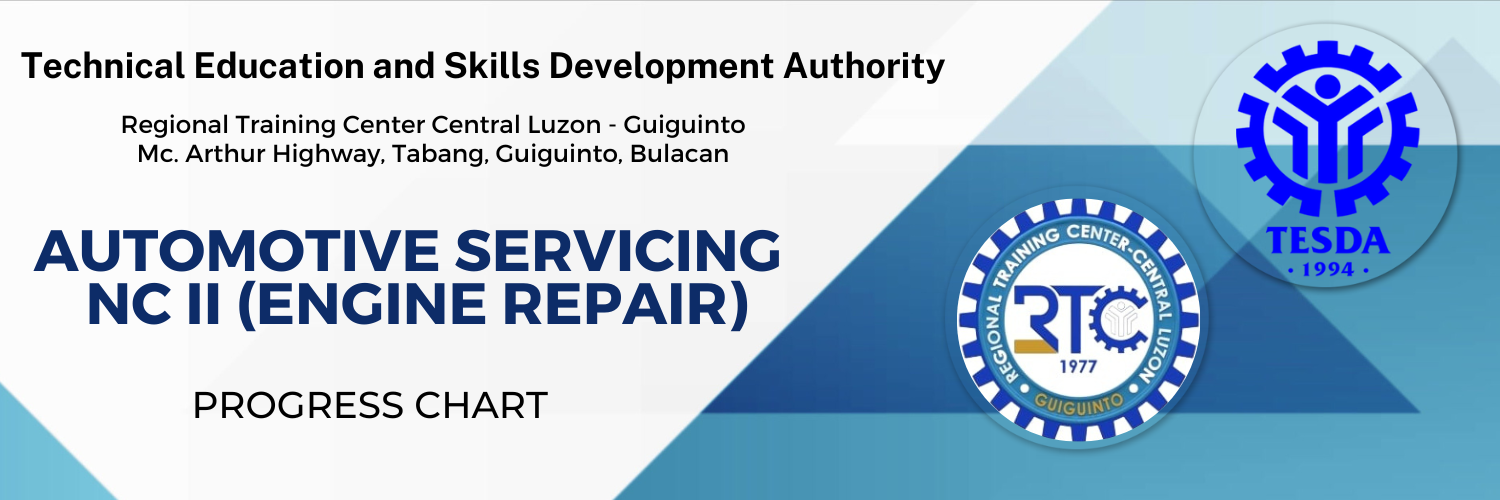 Technical Education and Skills Development Authority
Regional Training Center Central Luzon - Guiguinto
Mc. Arthur Highway, Tabang, Guiguinto, Bulacan
AUTOMOTIVE SERVICING
NC II (ENGINE REPAIR)
PROGRESS CHART
REGIONAL TRAINING CENTER-CENTRAL LUZON
RTC
1977
• GUIGUINTO •
TESDA
· 1994 ·